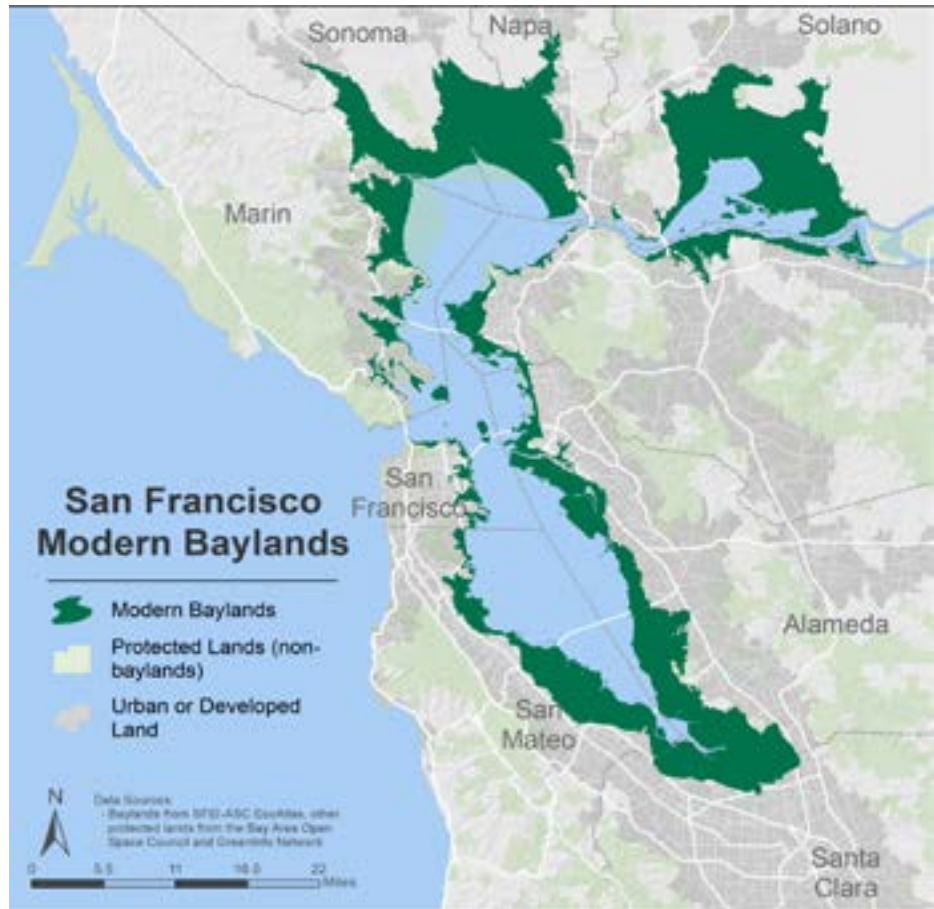 Sonoma
Napa
Solano
Marin
San
Francisco
San Francisco
Modern Baylands
Modern Baylands
Protected Lands (non-
baylands)
Urban or Developed
Land
Alameda
San
Mateo
N
Data Sources:
- Baylands from SFEI-ASC EcoAtlas, other
protected lands from the Bay Area Open
Space Council and GreenInfo Network
0 5.5 11 16.5 22
Miles
Santa
Clara